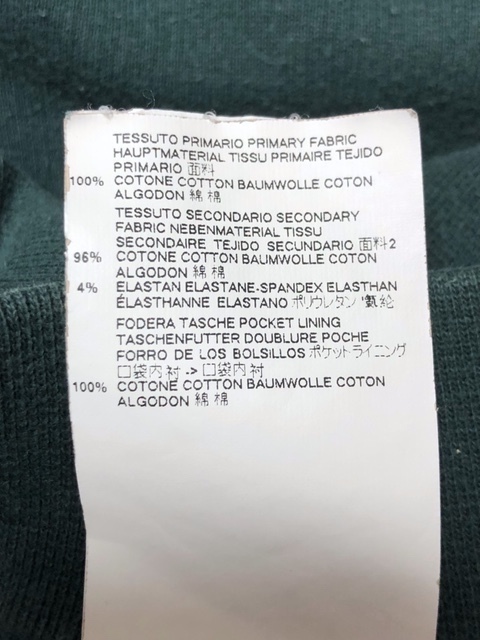 TESSUTO PRIMARIO PRIMARY FABRIC
HAUPTMATERIAL TISSU PRIMAIRE TEJIDO
PRIMARIO 面料
100% COTONE COTTON BAUMWOLLE COTON
ALGODON 綿 棉
TESSUTO SECONDARIO SECONDARY
FABRIC NEBENMATERIAL TISSU
SECONDAIRE TEJIDO SECUNDARIO 面料2
96% COTONE COTTON BAUMWOLLE COTON
ALGODON 綿 棉
4% ELASTAN ELASTANE-SPANDEX ELASTHAN
ÉLASTHANNE ELASTANO ポリウレタン
FODERA TASCHE POCKET LINING
TASCHENFUTTER DOUBLURE POCHE
FORRO DE LOS BOLSILLOS ポケットライニング
口袋内衬 -> 口袋内衬
100% COTONE COTTON BAUMWOLLE COTON
ALGODON 綿 棉